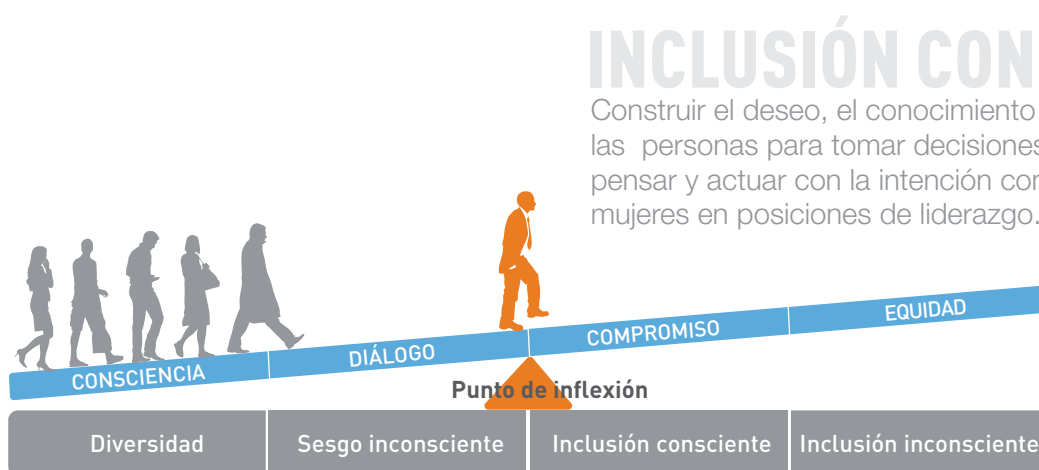 INCLUSIÓN CON
Construir el deseo, el conocimiento
las personas para tomar decisiones
pensar y actuar con la intención con
mujeres en posiciones de liderazgo.
CONSCIENCIA
DIÁLOGO
COMPROMISO
EQUIDAD
Punto de inflexión
Diversidad
Sesgo inconsciente
Inclusión consciente
Inclusión inconsciente